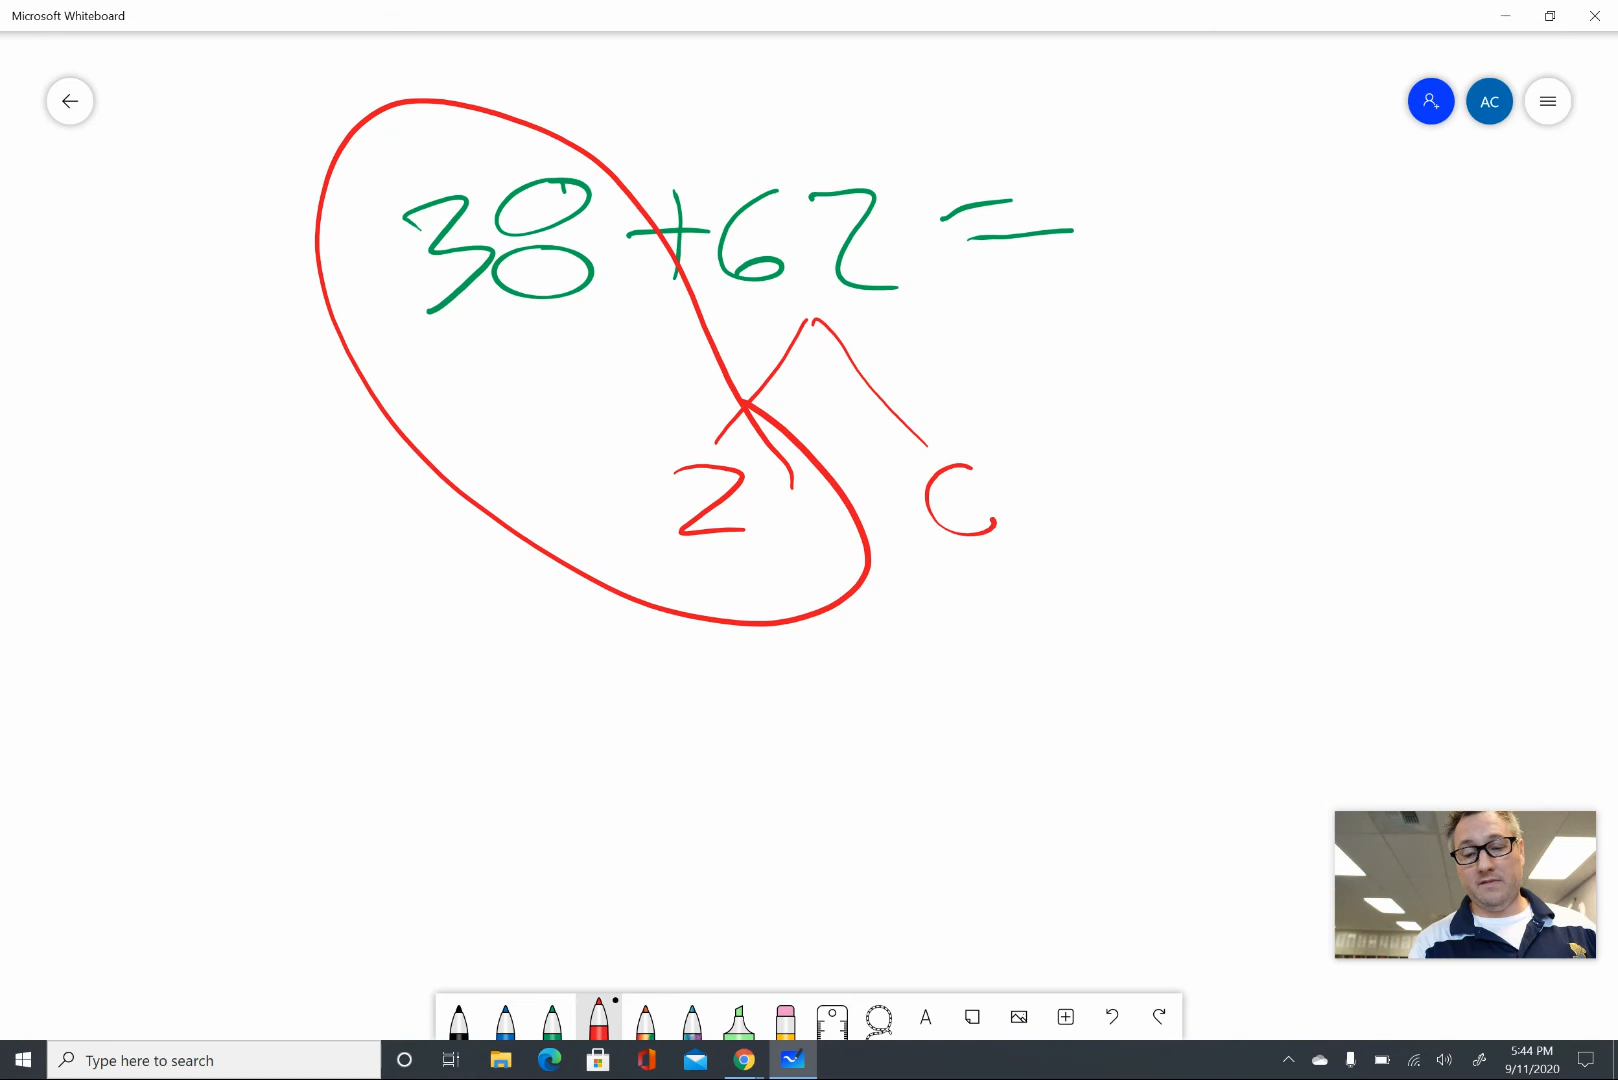 Microsoft Whiteboard
AC
38+62=
2
A
Type here to search
5:44 PM
9/11/2020